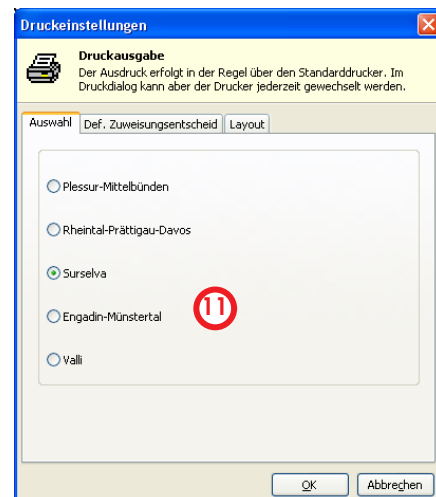 Druckeinstellungen
Druckausgabe
Der Ausdruck erfolgt in der Regel über den Standarddrucker. Im
Druckdialog kann aber der Drucker jederzeit gewechselt werden.
Auswahl Def. Zuweisungsentscheid Layout
Plessur-Mittelbünden
Rheintal-Prättigau-Davos
Surselva
11
Engadin-Münstertal
Valli
OK Abbrechen